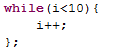 while(i<10){
    i++;
};